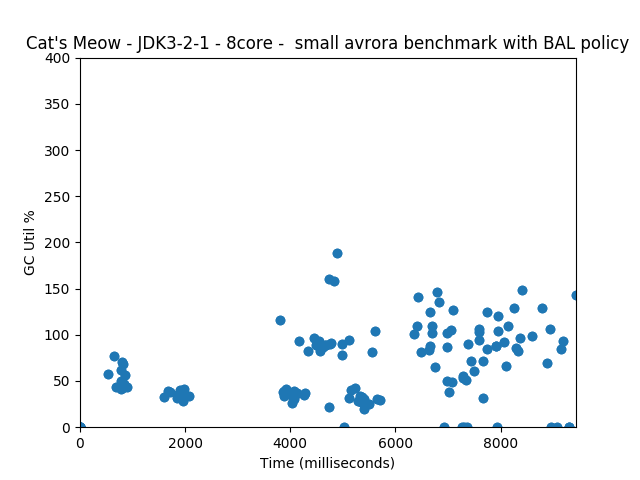 Cat's Meow - JDK3-2-1 - 8core -  small avrora benchmark with BAL policy
400
350
300
250
200
150
100
50
0
GC Util %
0 2000 4000 6000 8000
Time (milliseconds)